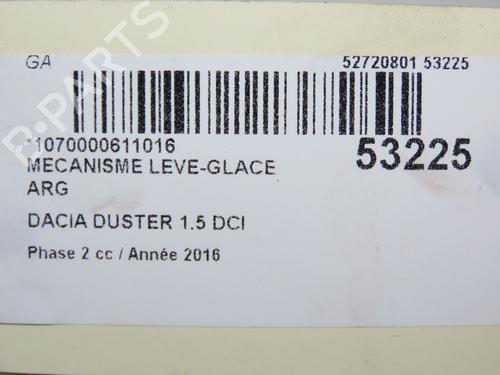 GA
52720801 53225
*1070000611016
53225
MECANISME LEVE-GLACE
ARG
DACIA DUSTER 1.5 DCI
Phase 2 cc / Année 2016
B-PARTS